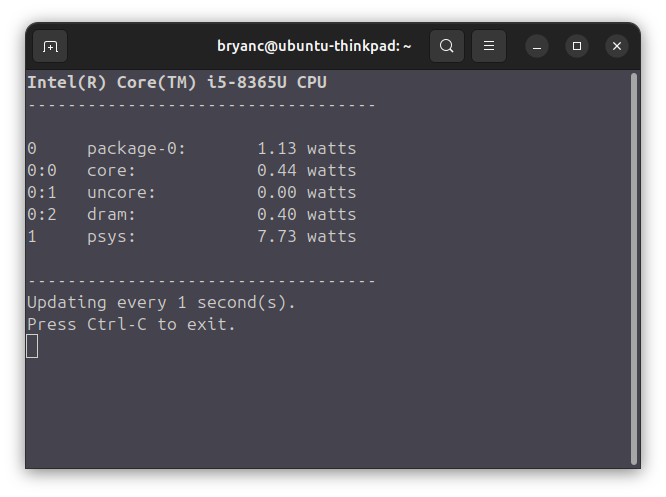 bryanc@ubuntu-thinkpad: ~
Intel(R) Core(TM) i5-8365U CPU
-----------------------------------
0     package-0:       1.13 watts
0:0   core:            0.44 watts
0:1   uncore:          0.00 watts
0:2   dram:            0.40 watts
1     psys:            7.73 watts
-----------------------------------
Updating every 1 second(s).
Press Ctrl-C to exit.